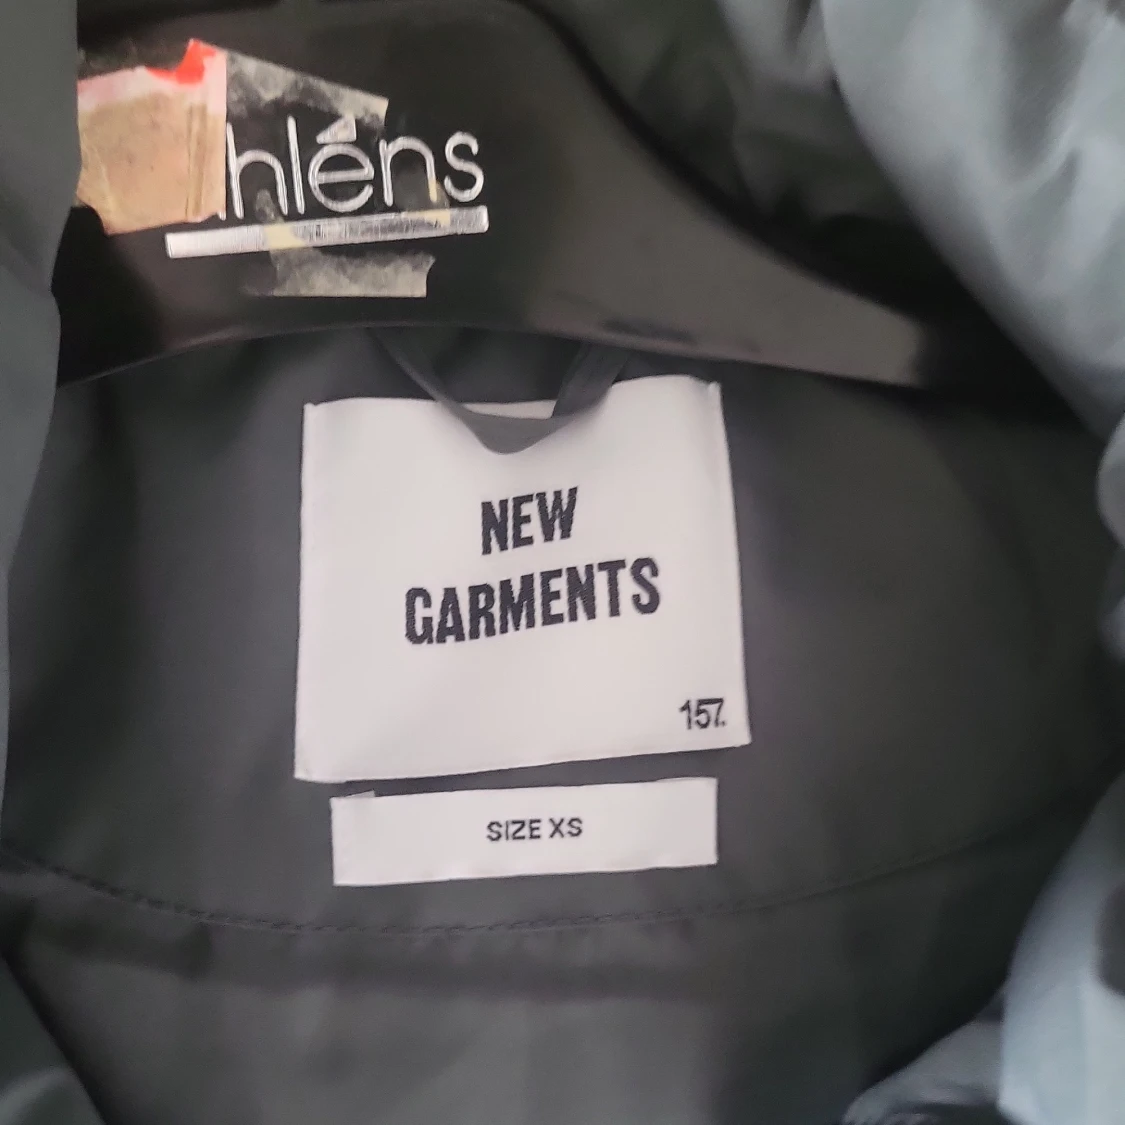 hléns
NEW
GARMENTS
157.
SIZE XS